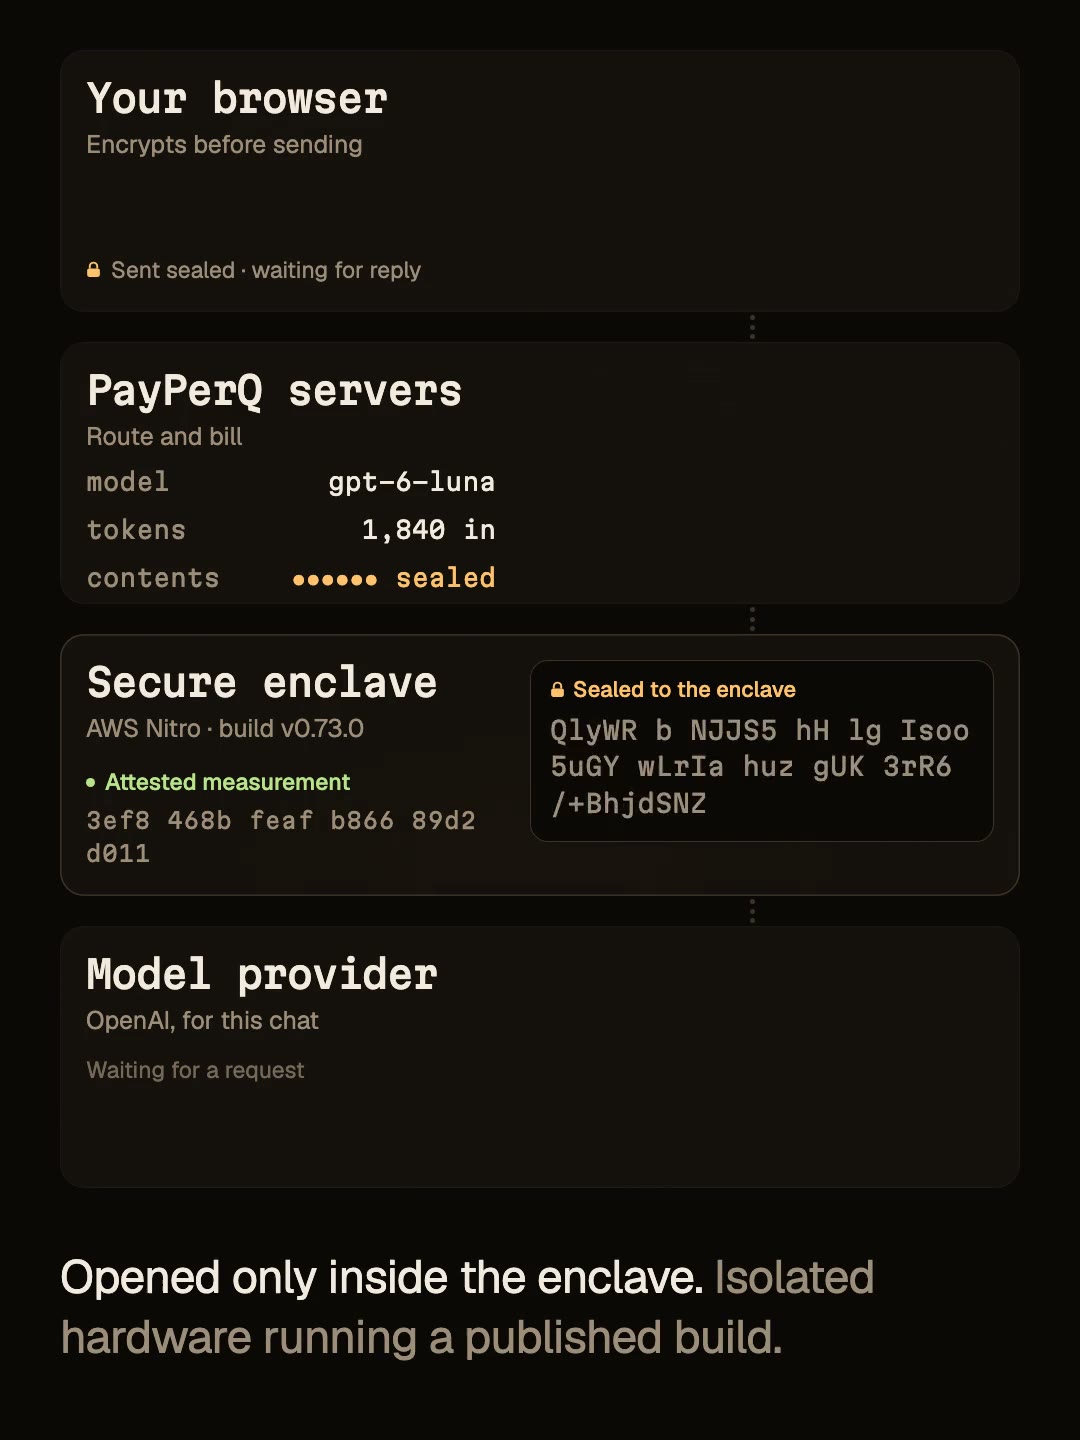 Your browser
Encrypts before sending
Sent sealed · waiting for reply
PayPerQ servers
Route and bill
model gpt-6-luna
tokens 1,840 in
contents •••••• sealed
Secure enclave
AWS Nitro · build v0.73.0
Attested measurement
3ef8 468b feaf b866 89d2
d011
Sealed to the enclave
QlyWR b NJJS5 hH lg Isoo
5uGY wLrIa huz gUK 3rR6
/+BhjdSNZ
Model provider
OpenAI, for this chat
Waiting for a request
Opened only inside the enclave. Isolated
hardware running a published build.